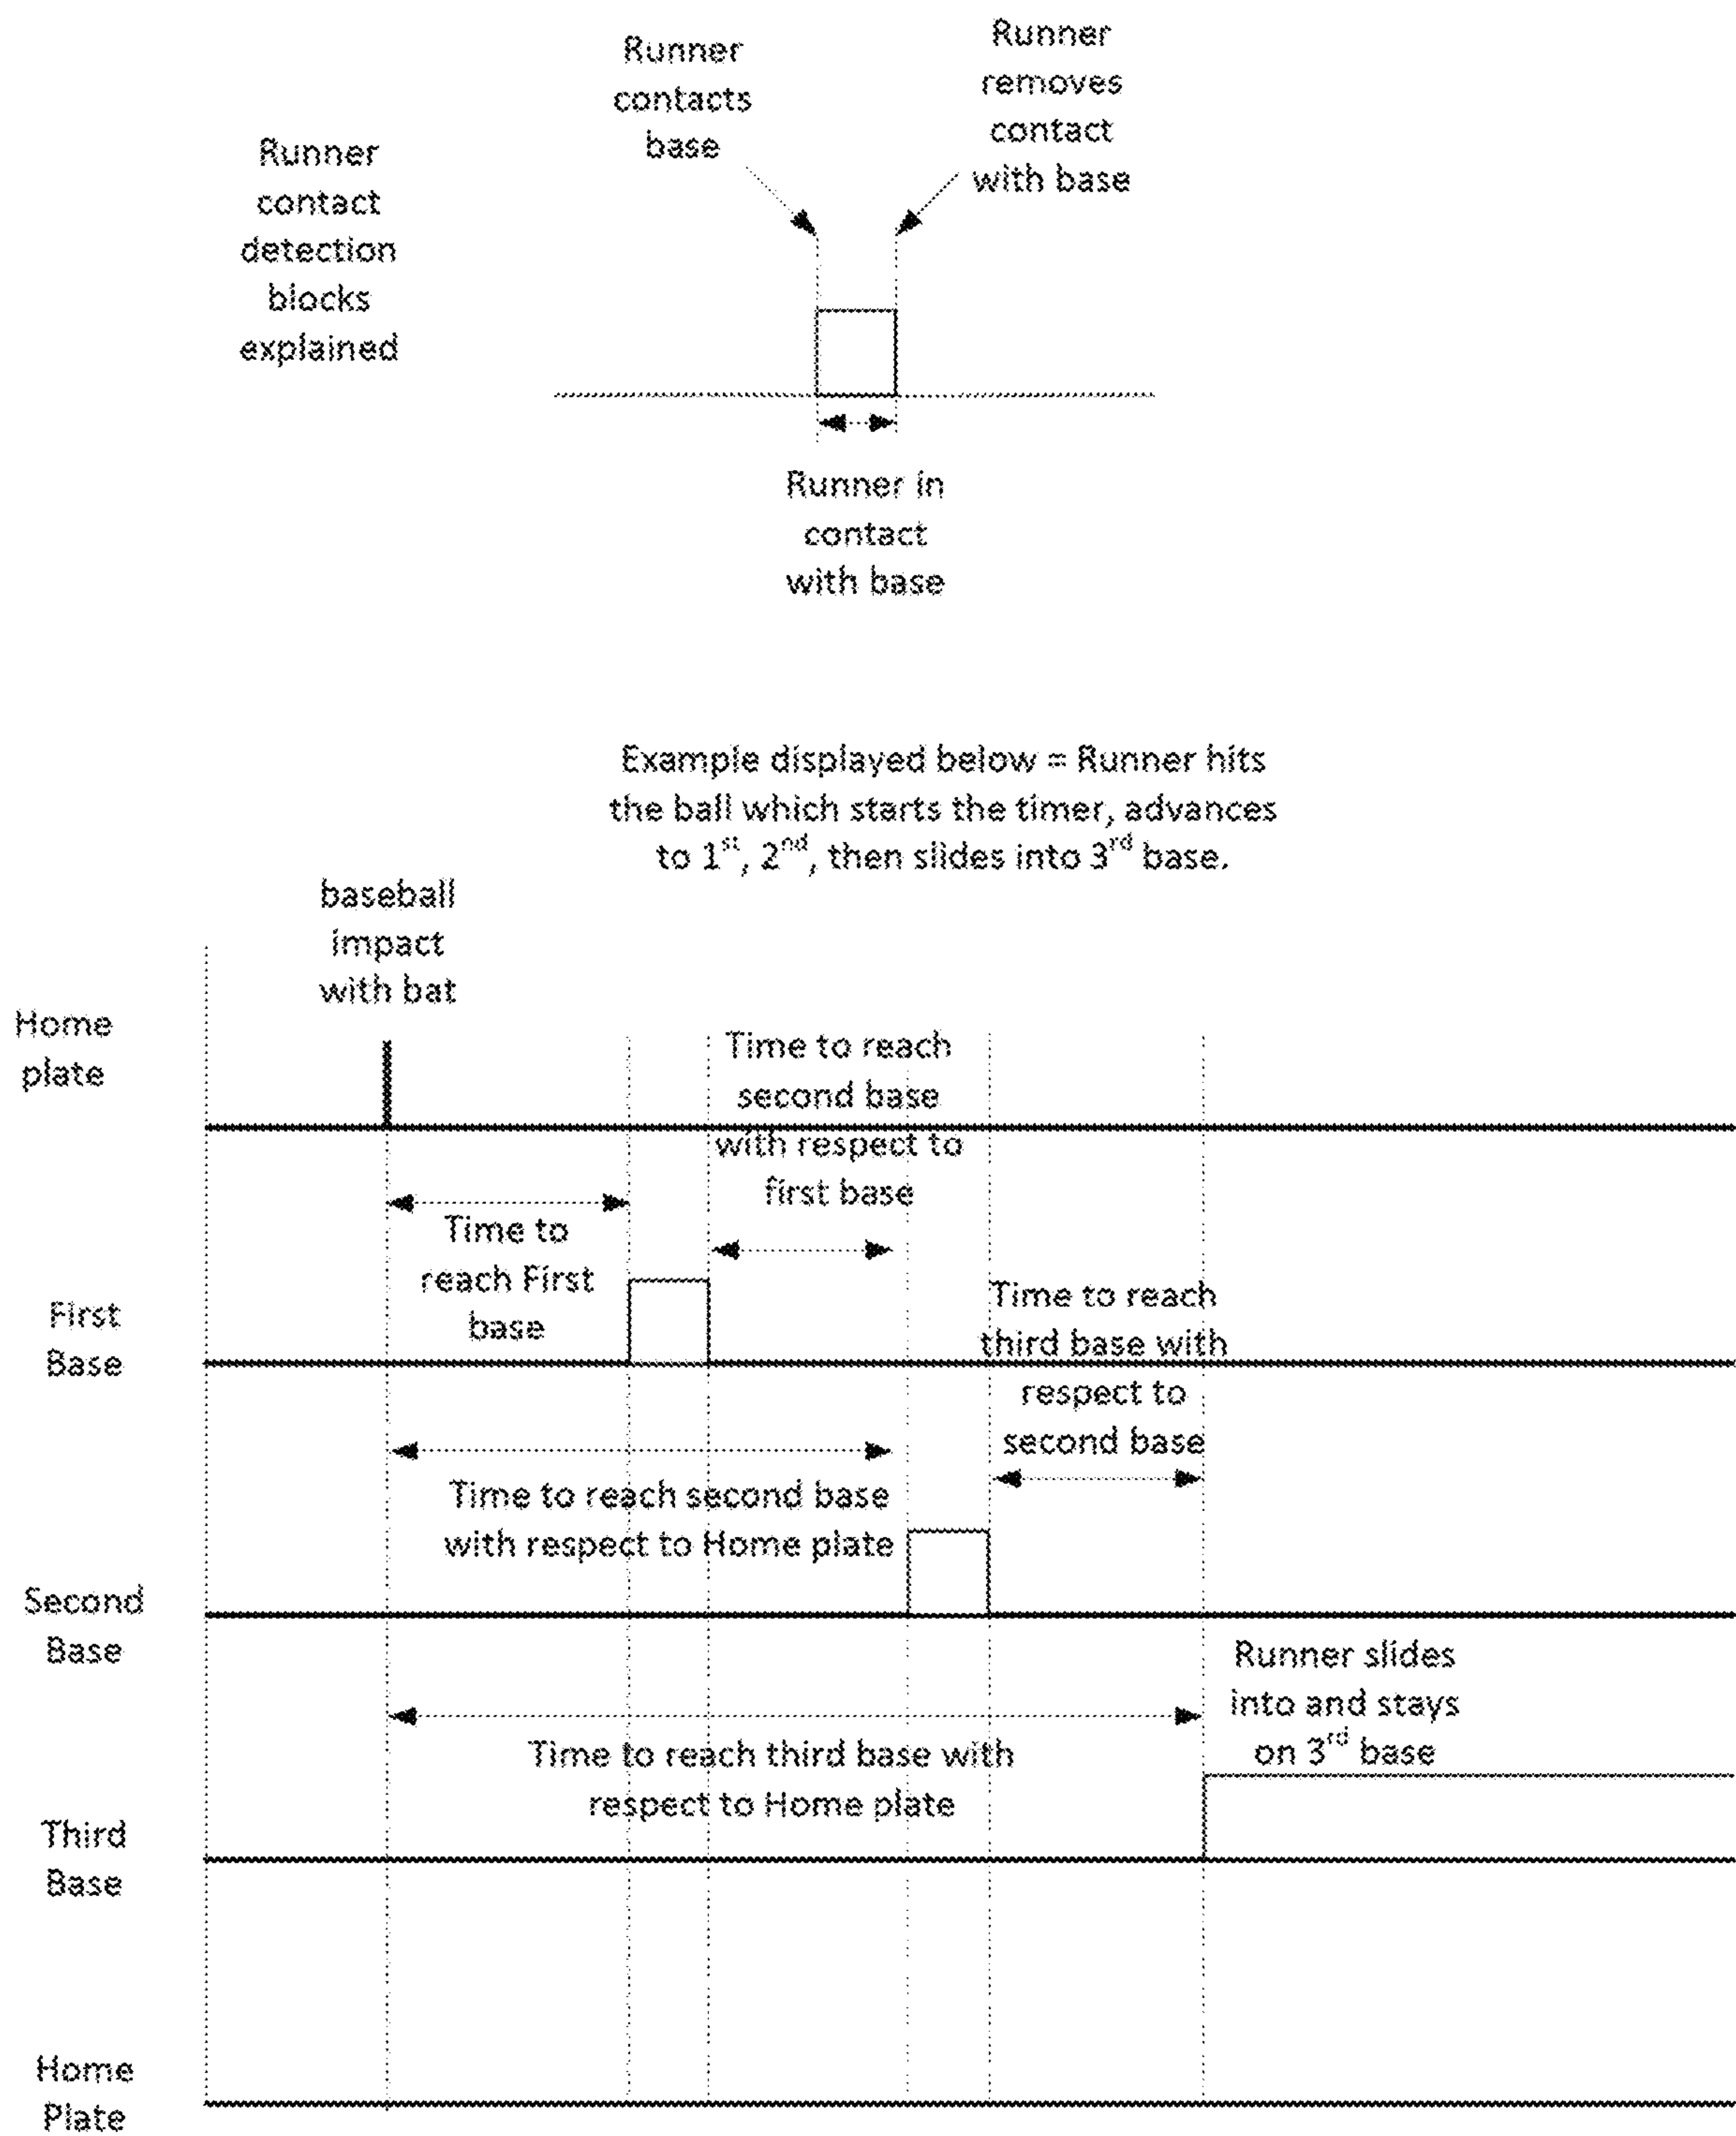 Runner
contact
detection
blocks
explained
Runner
contacts
base
Runner
removes
contact
with base
Runner in
contact
with base
Example displayed below = Runner hits
the ball which starts the timer, advances
to 1st, 2nd, then slides into 3rd base.
baseball
impact
with bat
Home
plate
Time to reach
second base
with respect to
first base
Time to
reach First
base
First
Base
Time to reach
third base with
respect to
second base
Time to reach second base
with respect to Home plate
Second
Base
Runner slides
into and stays
on 3rd base
Time to reach third base with
respect to Home plate
Third
Base
Home
Plate